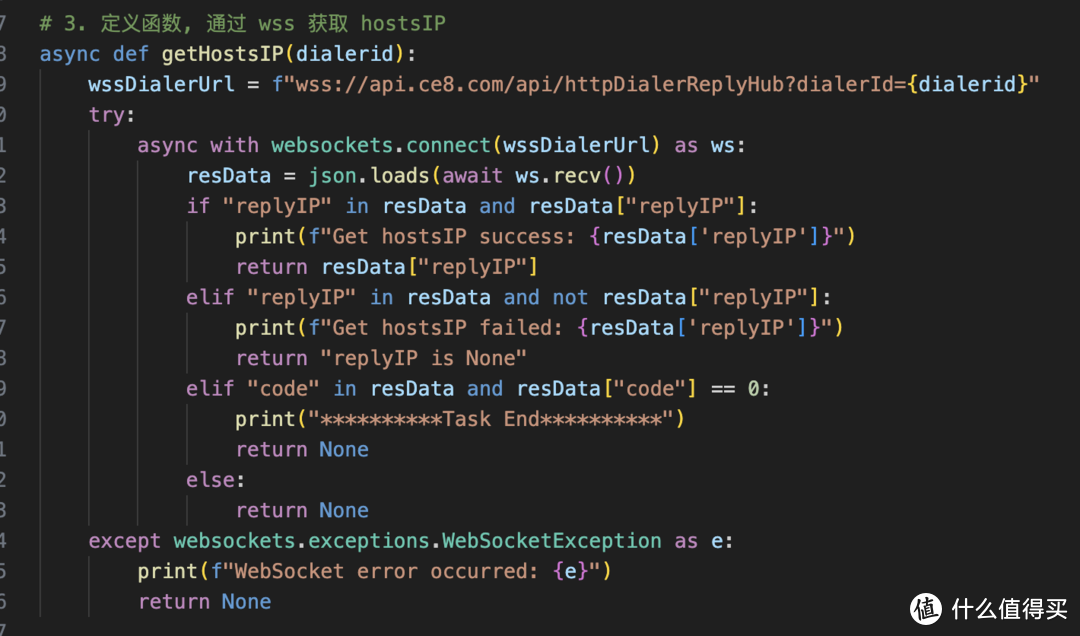 7 # 3. 定义函数, 通过 wss 获取 hostsIP
8 async def getHostsIP(dialerid):
9     wssDialerUrl = f"wss://api.ce8.com/api/httpDialerReplyHub?dialerId={dialerid}"
0     try:
1         async with websockets.connect(wssDialerUrl) as ws:
2             resData = json.loads(await ws.recv())
3             if "replyIP" in resData and resData["replyIP"]:
4                 print(f"Get hostsIP success: {resData['replyIP']}")
5                 return resData["replyIP"]
6             elif "replyIP" in resData and not resData["replyIP"]:
7                 print(f"Get hostsIP failed: {resData['replyIP']}")
8                 return "replyIP is None"
9             elif "code" in resData and resData["code"] == 0:
0                 print("**********Task End**********")
1                 return None
2             else:
3                 return None
4     except websockets.exceptions.WebSocketException as e:
5         print(f"WebSocket error occurred: {e}")
6         return None
7
值 什么值得买